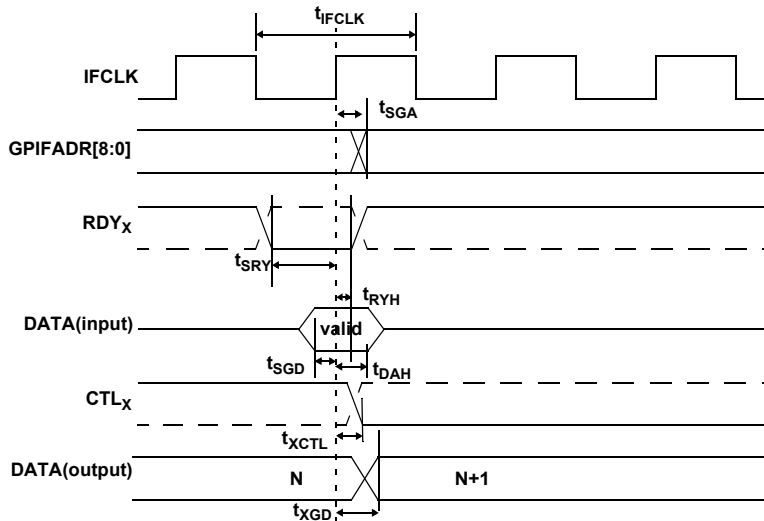 tIFCLK
IFCLK
tSGA
GPIFADR[8:0]
RDYX
tSRY
tRYH
DATA(input)
valid
tSGD
tDAH
CTLX
tXCTL
DATA(output)
N
N+1
tXGD